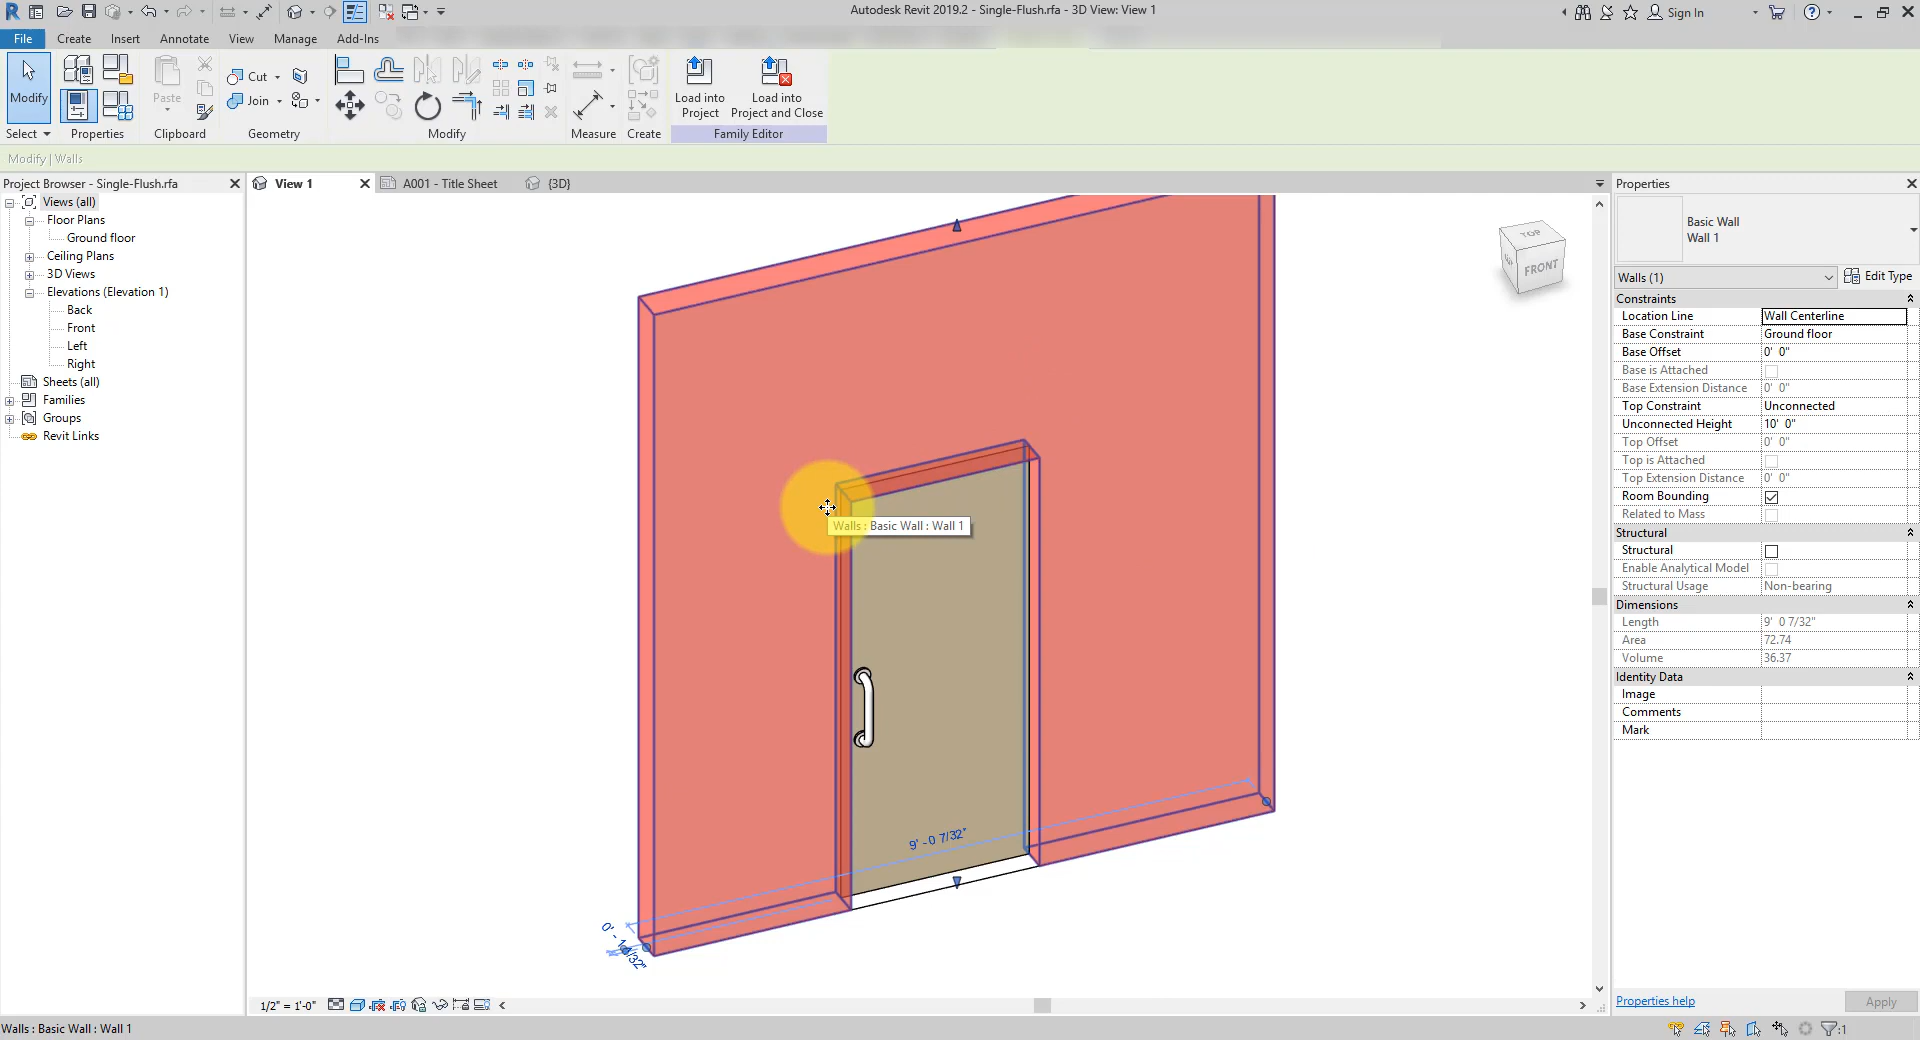 Autodesk Revit 2019.2 - Single-Flush.rfa - 3D View: View 1
Sign In
File Create Insert Annotate View Manage Add-Ins
Modify
Paste
Cut
Join
Load into Project
Load into Project and Close
Select Properties Clipboard Geometry Modify Measure Create Family Editor
Modify | Walls
Project Browser - Single-Flush.rfa
Views (all)
Floor Plans
Ground floor
Ceiling Plans
3D Views
Elevations (Elevation 1)
Back
Front
Left
Right
Sheets (all)
Families
Groups
Revit Links
View 1
A001 - Title Sheet
{3D}
TOP
FRONT
Walls : Basic Wall : Wall 1
9' - 0 7/32"
1/2" = 1'-0"
Properties
Basic Wall
Wall 1
Walls (1)
Edit Type
Constraints
Location Line Wall Centerline
Base Constraint Ground floor
Base Offset 0' 0"
Base is Attached
Base Extension Distance 0' 0"
Top Constraint Unconnected
Unconnected Height 10' 0"
Top Offset 0' 0"
Top is Attached
Top Extension Distance 0' 0"
Room Bounding
Related to Mass
Structural
Structural
Enable Analytical Model
Structural Usage Non-bearing
Dimensions
Length 9' 0 7/32"
Area 72.74
Volume 36.37
Identity Data
Image
Comments
Mark
Properties help
Apply
Walls : Basic Wall : Wall 1
:1